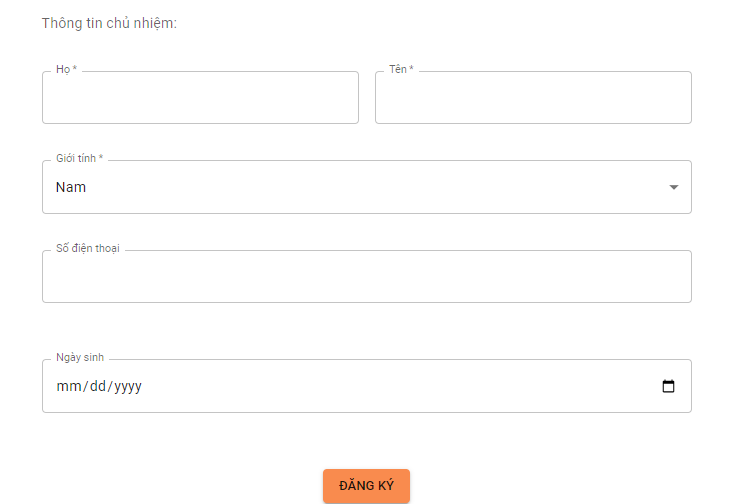 Thông tin chủ nhiệm:
Họ * Tên *
Giới tính *
Nam
Số điện thoại
Ngày sinh
mm/dd/yyyy
ĐĂNG KÝ